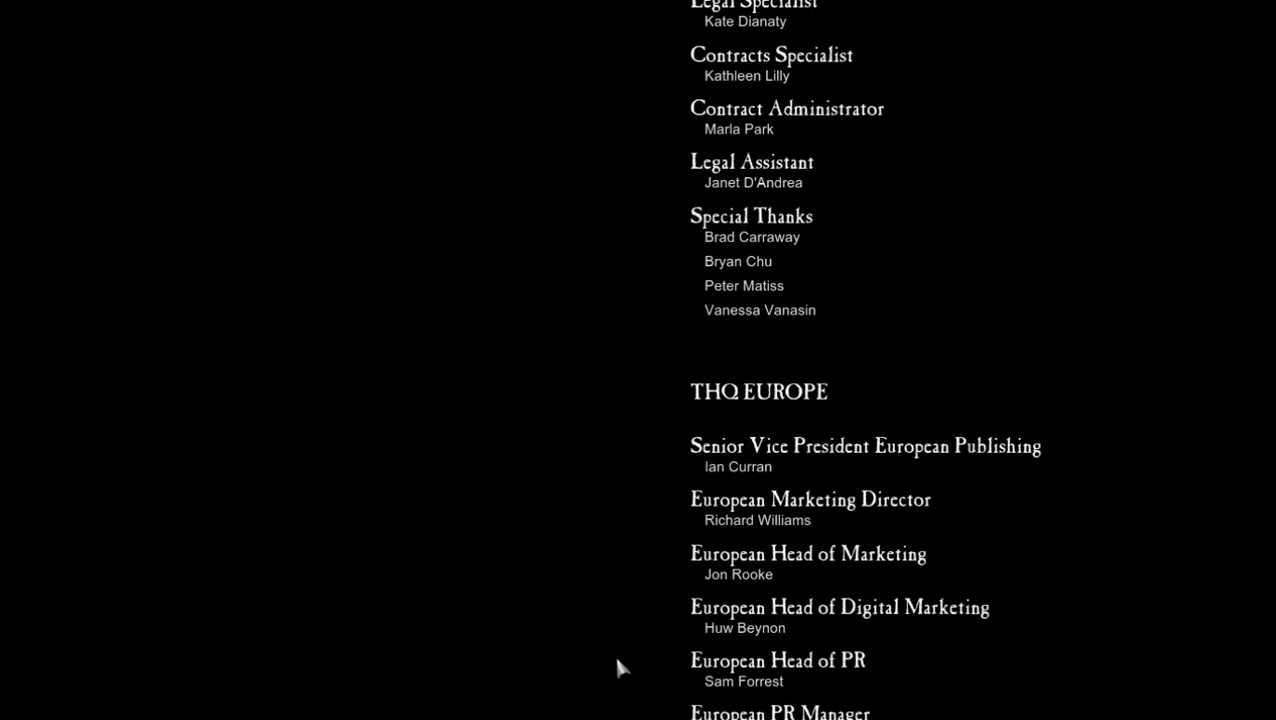 Legal Specialist
Kate Dianaty
Contracts Specialist
Kathleen Lilly
Contract Administrator
Marla Park
Legal Assistant
Janet D'Andrea
Special Thanks
Brad Carraway
Bryan Chu
Peter Matiss
Vanessa Vanasin
THQ EUROPE
Senior Vice President European Publishing
Ian Curran
European Marketing Director
Richard Williams
European Head of Marketing
Jon Rooke
European Head of Digital Marketing
Huw Beynon
European Head of PR
Sam Forrest
European PR Manager